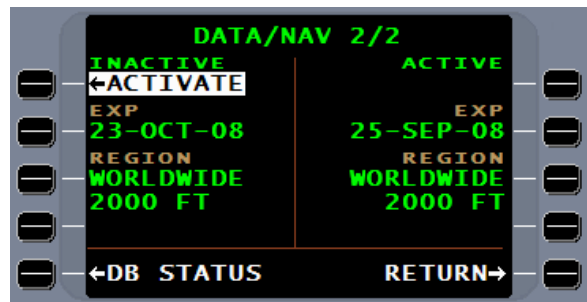 DATA/NAV 2/2
INACTIVE ACTIVE
←ACTIVATE
EXP EXP
23-OCT-08 25-SEP-08
REGION REGION
WORLDWIDE WORLDWIDE
2000 FT 2000 FT
←DB STATUS RETURN→